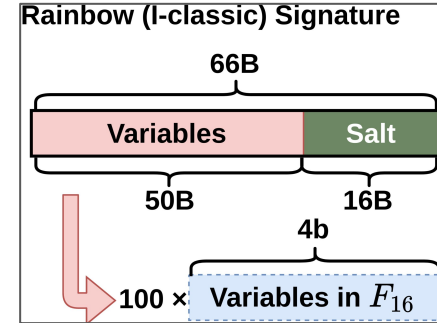 Rainbow (I-classic) Signature
66B
Variables Salt
50B 16B
4b
100 × Variables in F₁₆